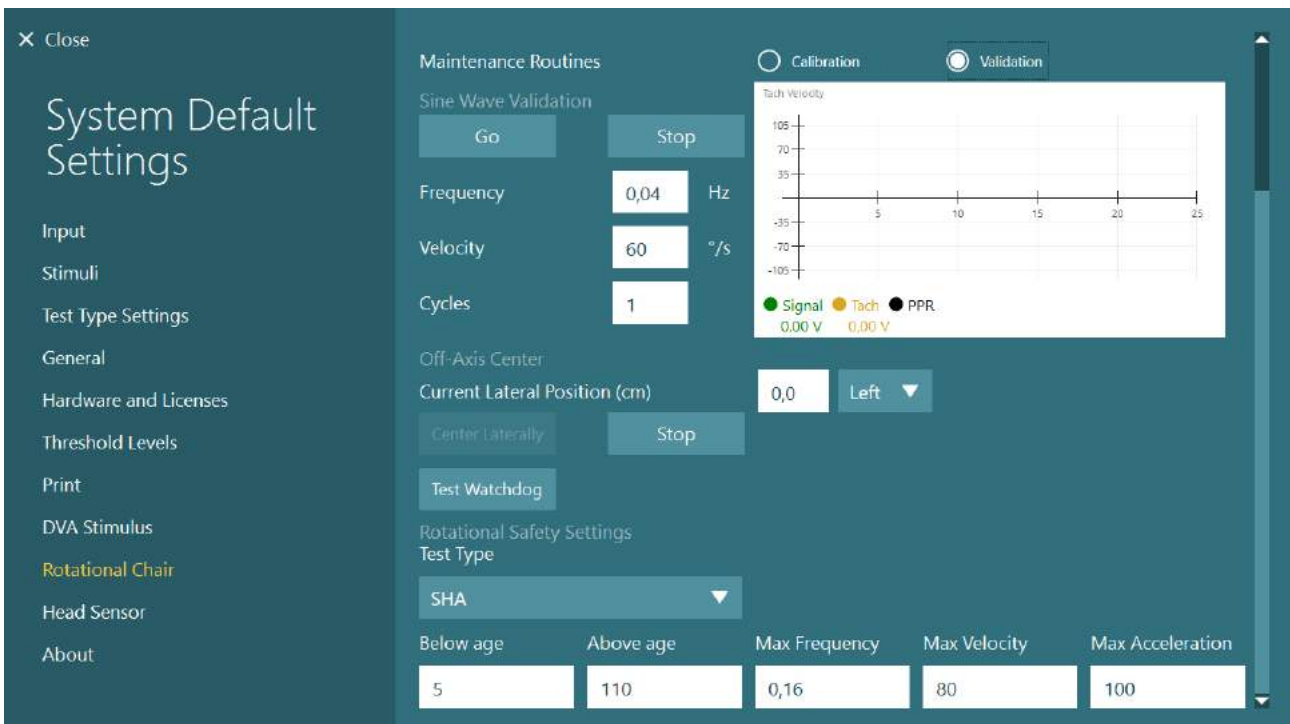 Close
System Default
Settings
Input
Stimuli
Test Type Settings
General
Hardware and Licenses
Threshold Levels
Print
DVA Stimulus
Rotational Chair
Head Sensor
About
Maintenance Routines
Calibration Validation
Sine Wave Validation
Go Stop
Frequency 0,04 Hz
Velocity 60 °/s
Cycles 1
Tach Velocity
105
70
35
5 10 15 20 25
-35
-70
-105
Signal Tach PPR
0.00 V 0,00 V
Off-Axis Center
Current Lateral Position (cm) 0,0 Left
Center Laterally Stop
Test Watchdog
Rotational Safety Settings
Test Type
SHA
Below age Above age Max Frequency Max Velocity Max Acceleration
5 110 0,16 80 100